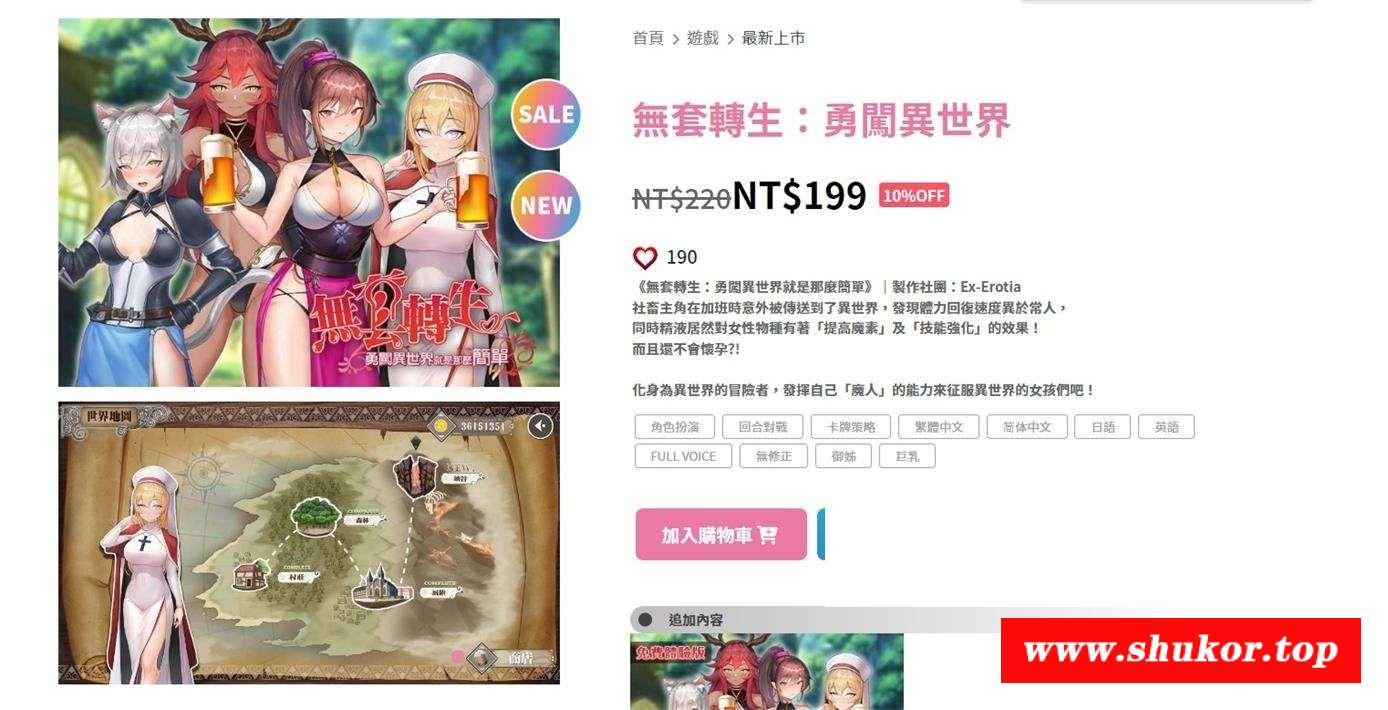 首頁 > 遊戲 > 最新上市
SALE
NEW
無套轉生
勇闖異世界就是那麼簡單
無套轉生：勇闖異世界
NT$220 NT$199 10%OFF
190
《無套轉生：勇闖異世界就是那麼簡單》｜製作社團：Ex-Erotia
社畜主角在加班時意外被傳送到了異世界，發現體力回復速度異於常人，
同時精液居然對女性物種有著「提高魔素」及「技能強化」的效果！
而且還不會懷孕?!
化身為異世界的冒險者，發揮自己「魔人」的能力來征服異世界的女孩們吧！
角色扮演 回合對戰 卡牌策略 繁體中文 简体中文 日語 英語
FULL VOICE 無修正 御姊 巨乳
加入購物車
世界地圖
36151351
NEW!
峽谷
COMPLETE
森林
COMPLETE
村莊
COMPLETE
城鎮
商店
追加內容
免費體驗版
www.shukor.top